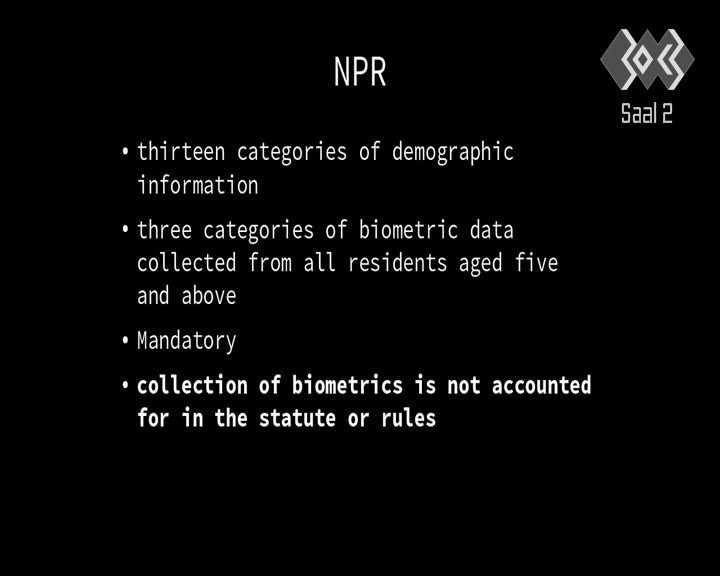 NPR
Saal 2
• thirteen categories of demographic
information
• three categories of biometric data
collected from all residents aged five
and above
• Mandatory
• collection of biometrics is not accounted
for in the statute or rules